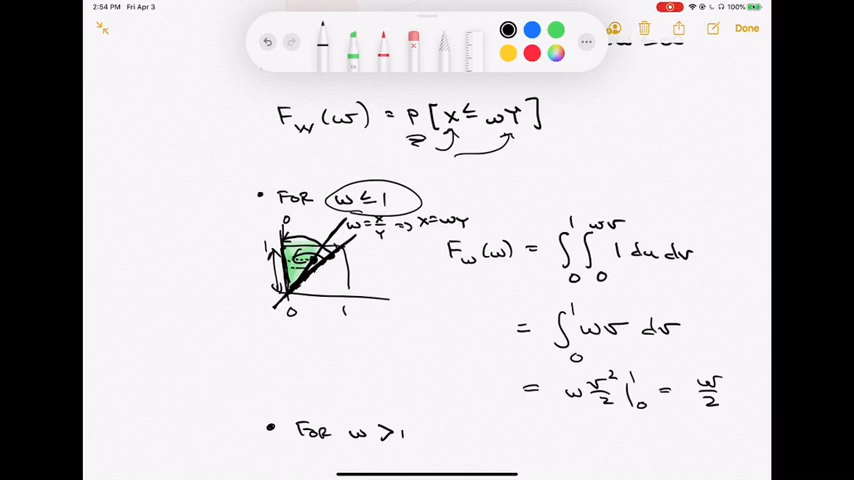 2:54 PM Fri Apr 3
100%
Done
F_W(w) = P[X ≤ wY]
• FOR w ≤ 1
0
w = X/Y ⇒ X = wY
1
0 1
F_W(w) = ∫₀¹ ∫₀^{wv} 1 du dv
= ∫₀¹ wv dv
= w v²/2 |₀¹ = w/2
• FOR w > 1